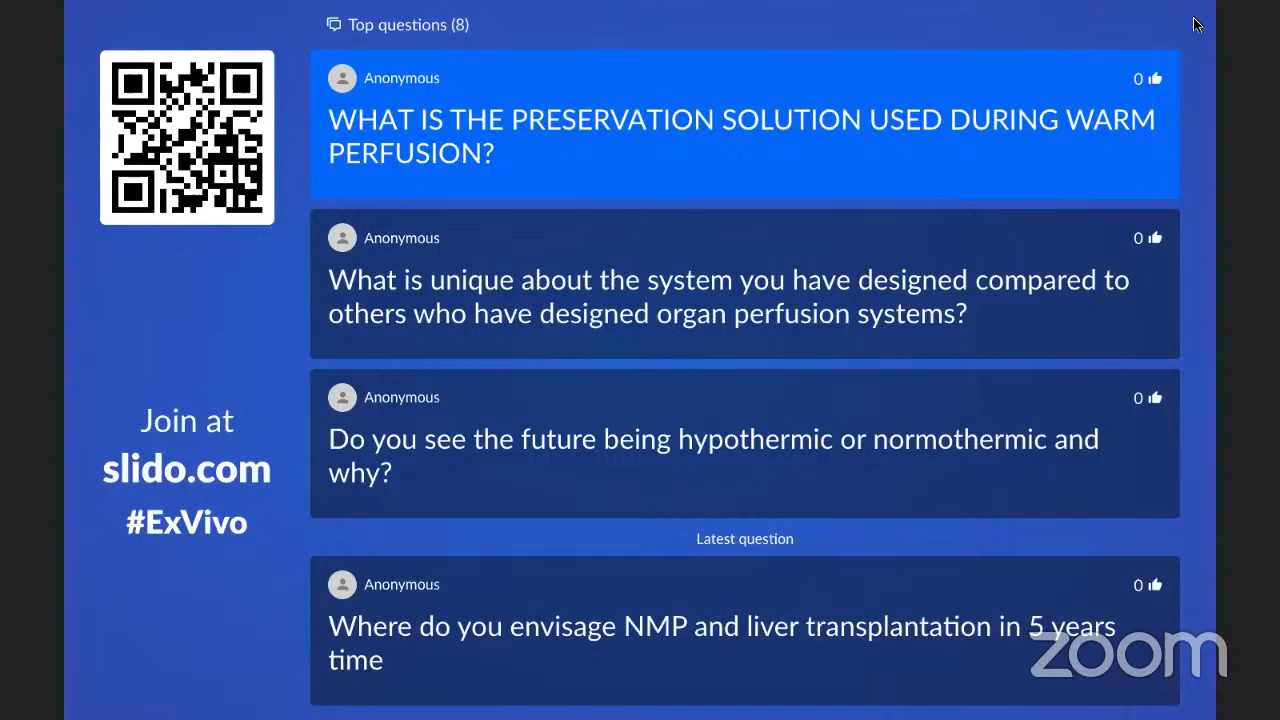 Top questions (8)
Anonymous
0
WHAT IS THE PRESERVATION SOLUTION USED DURING WARM
PERFUSION?
Anonymous
0
What is unique about the system you have designed compared to
others who have designed organ perfusion systems?
Anonymous
0
Do you see the future being hypothermic or normothermic and
why?
Join at
slido.com
#ExVivo
Latest question
Anonymous
0
Where do you envisage NMP and liver transplantation in 5 years
time
zoom